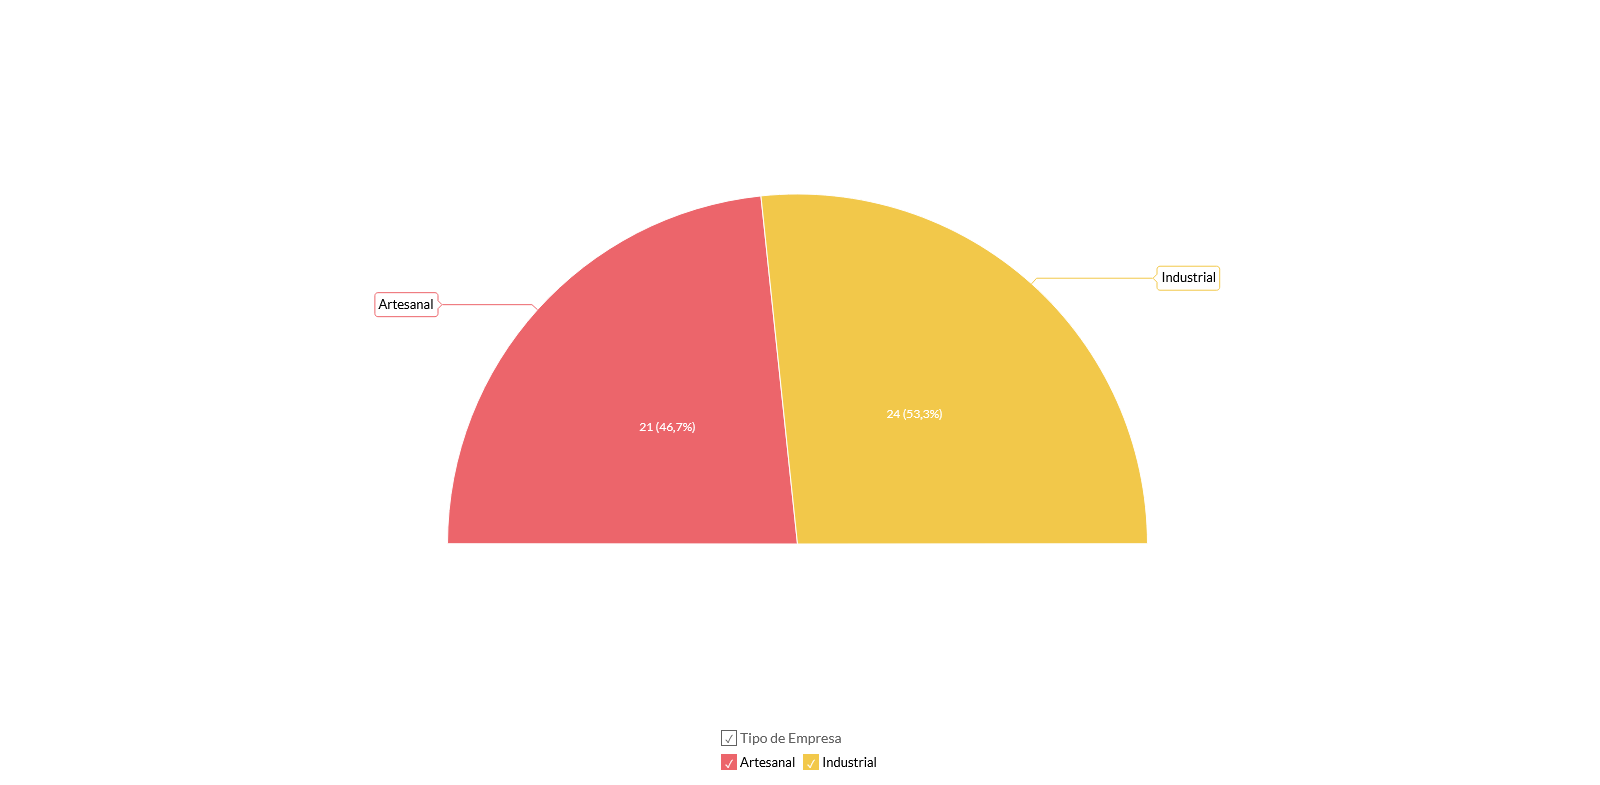 Industrial
Artesanal
24 (53,3%)
21 (46,7%)
Tipo de Empresa
Artesanal Industrial